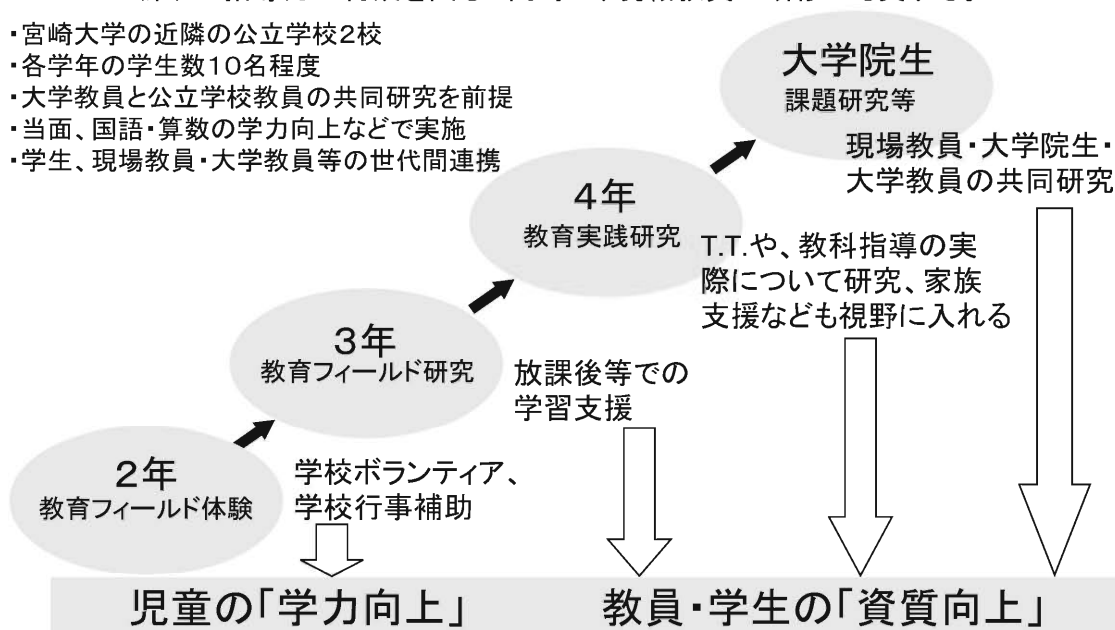 ・宮崎大学の近隣の公立学校2校
・各学年の学生数10名程度
・大学教員と公立学校教員の共同研究を前提
・当面、国語・算数の学力向上などで実施
・学生、現場教員・大学教員等の世代間連携
大学院生
課題研究等
現場教員・大学院生・
大学教員の共同研究
4年
教育実践研究
T.T.や、教科指導の実
際について研究、家族
支援なども視野に入れる
3年
教育フィールド研究
放課後等での
学習支援
2年
教育フィールド体験
学校ボランティア、
学校行事補助
児童の「学力向上」 教員・学生の「資質向上」